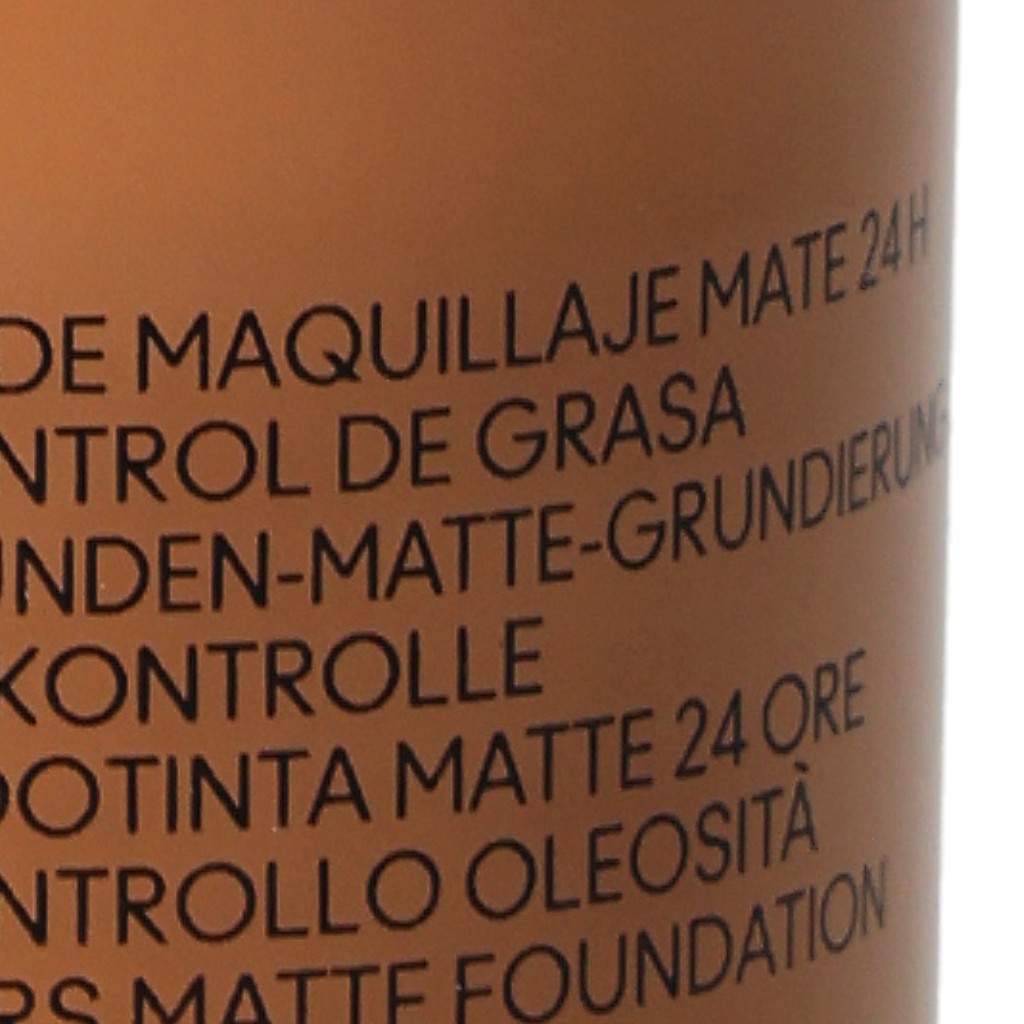 DE MAQUILLAJE MATE 24 H
NTROL DE GRASA
UNDEN-MATTE-GRUNDIERUNG-
KONTROLLE
DOTINTA MATTE 24 ORE
NTROLLO OLEOSITÀ
RS MATTE FOUNDATION